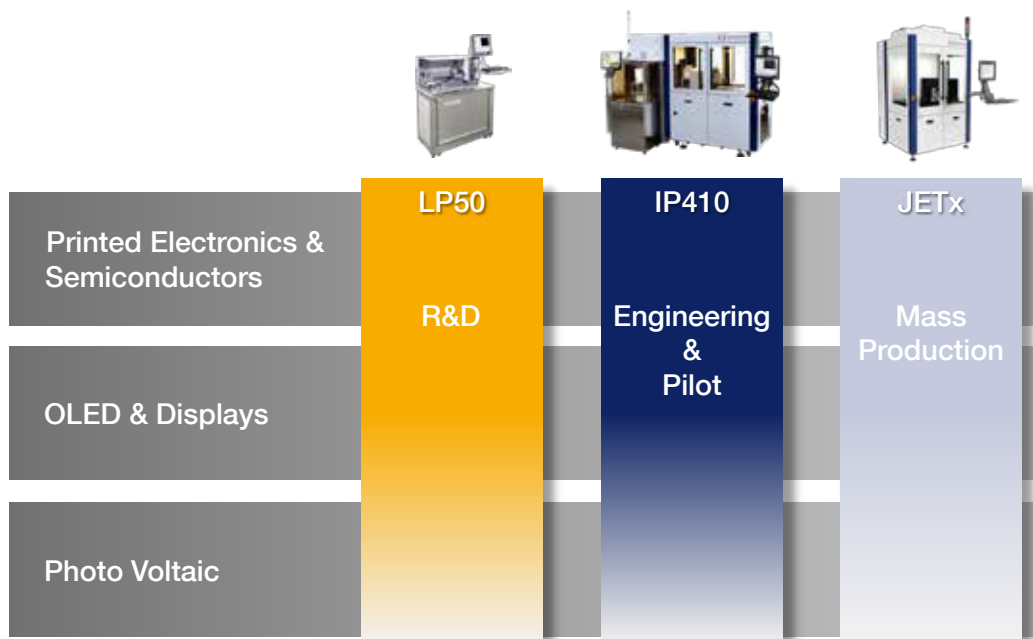 LP50
IP410
JETx
Printed Electronics &
Semiconductors
R&D
Engineering
&
Pilot
Mass
Production
OLED & Displays
Photo Voltaic